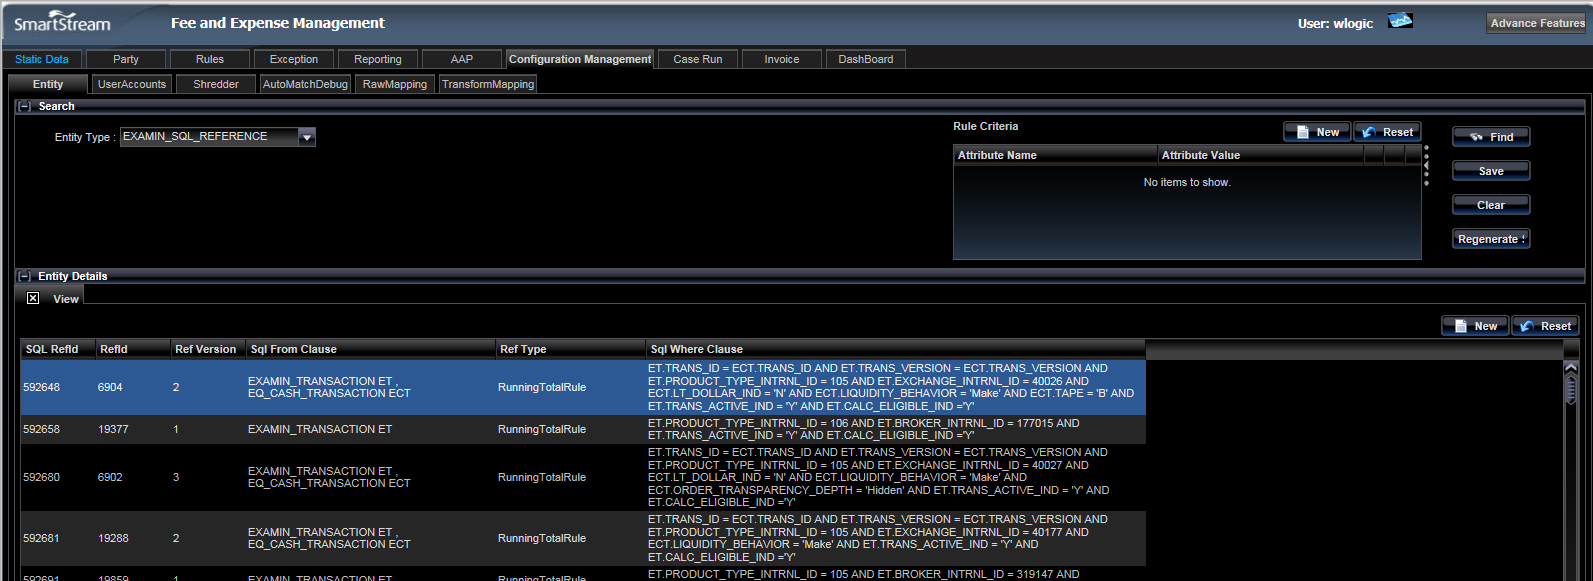 SmartStream Fee and Expense Management User: wlogic Advance Features
Static Data Party Rules Exception Reporting AAP Configuration Management Case Run Invoice DashBoard
Entity UserAccounts Shredder AutoMatchDebug RawMapping TransformMapping
[-] Search
Entity Type : EXAMIN_SQL_REFERENCE
Rule Criteria New Reset
Attribute Name Attribute Value
No items to show.
Find
Save
Clear
Regenerate
[-] Entity Details
View
New Reset
SQL RefId RefId Ref Version Sql From Clause Ref Type Sql Where Clause
592648 6904 2
EXAMIN_TRANSACTION ET ,
EQ_CASH_TRANSACTION ECT
RunningTotalRule
ET.TRANS_ID = ECT.TRANS_ID AND ET.TRANS_VERSION = ECT.TRANS_VERSION AND
ET.PRODUCT_TYPE_INTRNL_ID = 105 AND ET.EXCHANGE_INTRNL_ID = 40026 AND
ECT.LT_DOLLAR_IND = 'N' AND ECT.LIQUIDITY_BEHAVIOR = 'Make' AND ECT.TAPE = 'B' AND
ET.TRANS_ACTIVE_IND = 'Y' AND ET.CALC_ELIGIBLE_IND ='Y'
592658 19377 1 EXAMIN_TRANSACTION ET RunningTotalRule
ET.PRODUCT_TYPE_INTRNL_ID = 106 AND ET.BROKER_INTRNL_ID = 177015 AND
ET.TRANS_ACTIVE_IND = 'Y' AND ET.CALC_ELIGIBLE_IND ='Y'
592680 6902 3
EXAMIN_TRANSACTION ET ,
EQ_CASH_TRANSACTION ECT
RunningTotalRule
ET.TRANS_ID = ECT.TRANS_ID AND ET.TRANS_VERSION = ECT.TRANS_VERSION AND
ET.PRODUCT_TYPE_INTRNL_ID = 105 AND ET.EXCHANGE_INTRNL_ID = 40027 AND
ECT.LT_DOLLAR_IND = 'N' AND ECT.LIQUIDITY_BEHAVIOR = 'Make' AND
ECT.ORDER_TRANSPARENCY_DEPTH = 'Hidden' AND ET.TRANS_ACTIVE_IND = 'Y' AND
ET.CALC_ELIGIBLE_IND ='Y'
592681 19288 2
EXAMIN_TRANSACTION ET ,
EQ_CASH_TRANSACTION ECT
RunningTotalRule
ET.TRANS_ID = ECT.TRANS_ID AND ET.TRANS_VERSION = ECT.TRANS_VERSION AND
ET.PRODUCT_TYPE_INTRNL_ID = 105 AND ET.EXCHANGE_INTRNL_ID = 40177 AND
ECT.LIQUIDITY_BEHAVIOR = 'Make' AND ET.TRANS_ACTIVE_IND = 'Y' AND
ET.CALC_ELIGIBLE_IND ='Y'
592691 19859 1 EXAMIN_TRANSACTION ET RunningTotalRule
ET.PRODUCT_TYPE_INTRNL_ID = 105 AND ET.BROKER_INTRNL_ID = 319147 AND